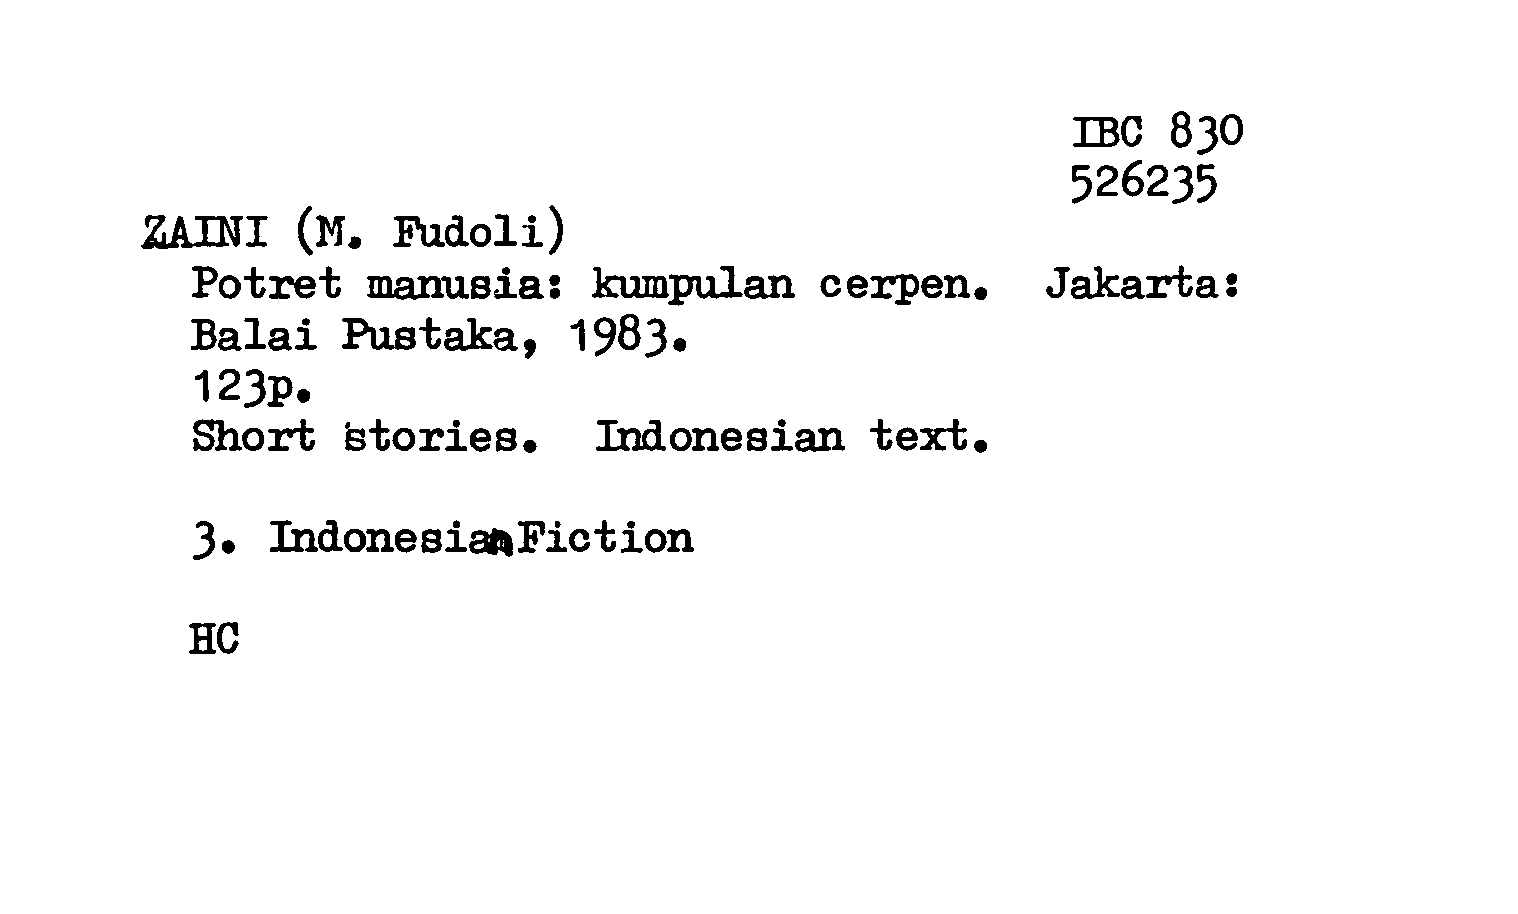 IBC 830
526235
ZAINI (M. Fudoli)
Potret manusia: kumpulan cerpen. Jakarta:
Balai Pustaka, 1983.
123p.
Short stories. Indonesian text.
3. Indonesian Fiction
HC